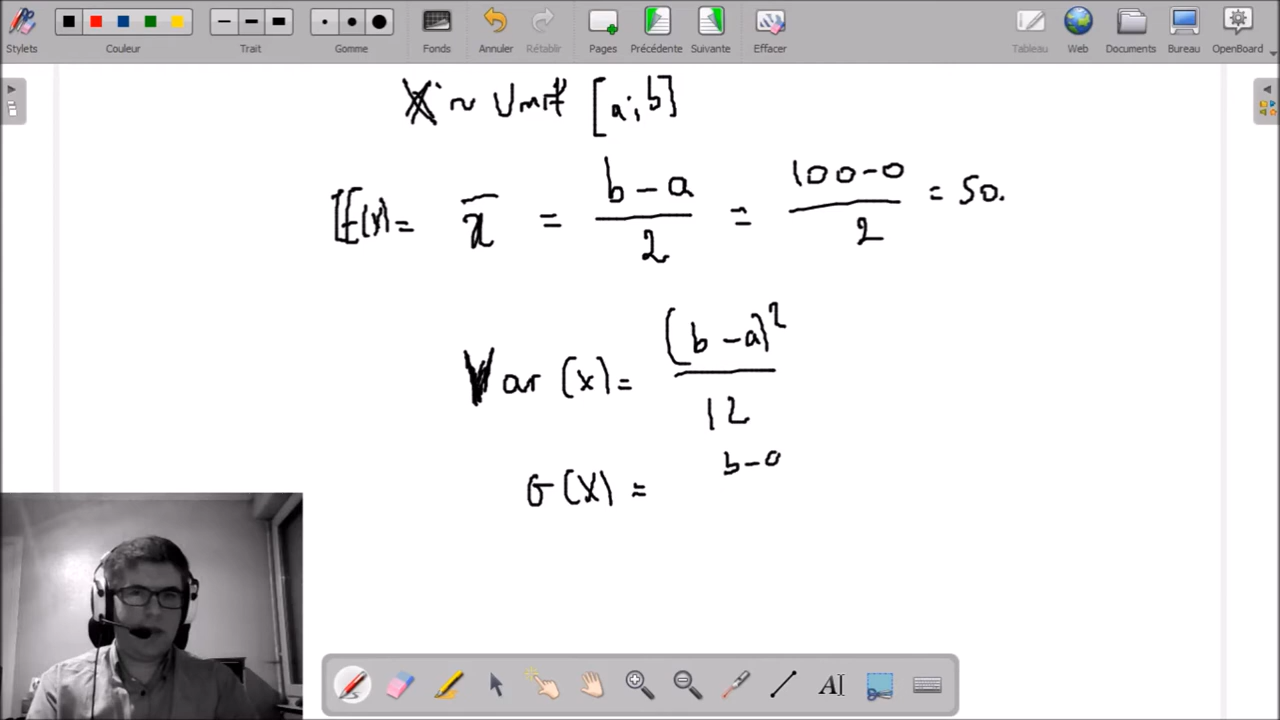 Stylets Couleur Trait Gomme Fonds Annuler Rétablir Pages Précédente Suivante Effacer Tableau Web Documents Bureau OpenBoard
X ~ Unif [a; b]
E(X) = x̄ = (b - a)/2 = (100 - 0)/2 = 50.
Var (X) = (b - a)²/12
σ(X) = b - a
AI